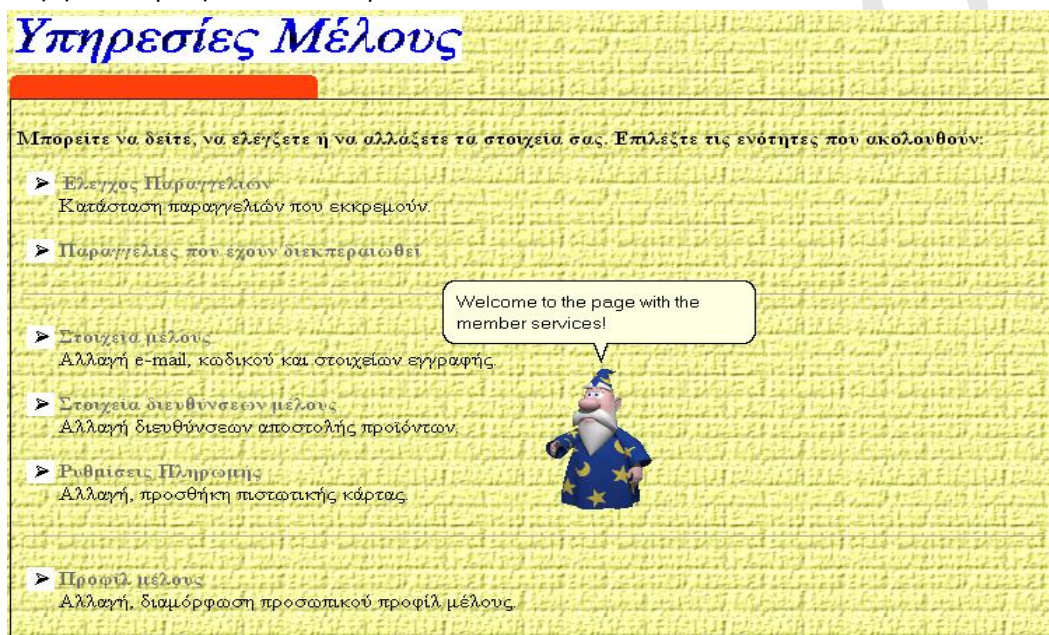 Υπηρεσίες Μέλους
Μπορείτε να δείτε, να ελέγξετε ή να αλλάξετε τα στοιχεία σας. Επιλέξτε τις ενότητες που ακολουθούν:
Έλεγχος Παραγγελιών
Κατάσταση παραγγελιών που εκκρεμούν.
Παραγγελίες που έχουν διεκπεραιωθεί
Welcome to the page with the
member services!
Στοιχεία μέλους
Αλλαγή e-mail, κωδικού και στοιχείων εγγραφής.
Στοιχεία διευθύνσεων μέλους
Αλλαγή διευθύνσεων αποστολής προϊόντων.
Ρυθμίσεις Πληρωμής
Αλλαγή, προσθήκη πιστωτικής κάρτας.
Προφίλ μέλους
Αλλαγή, διαμόρφωση προσωπικού προφίλ μέλους.